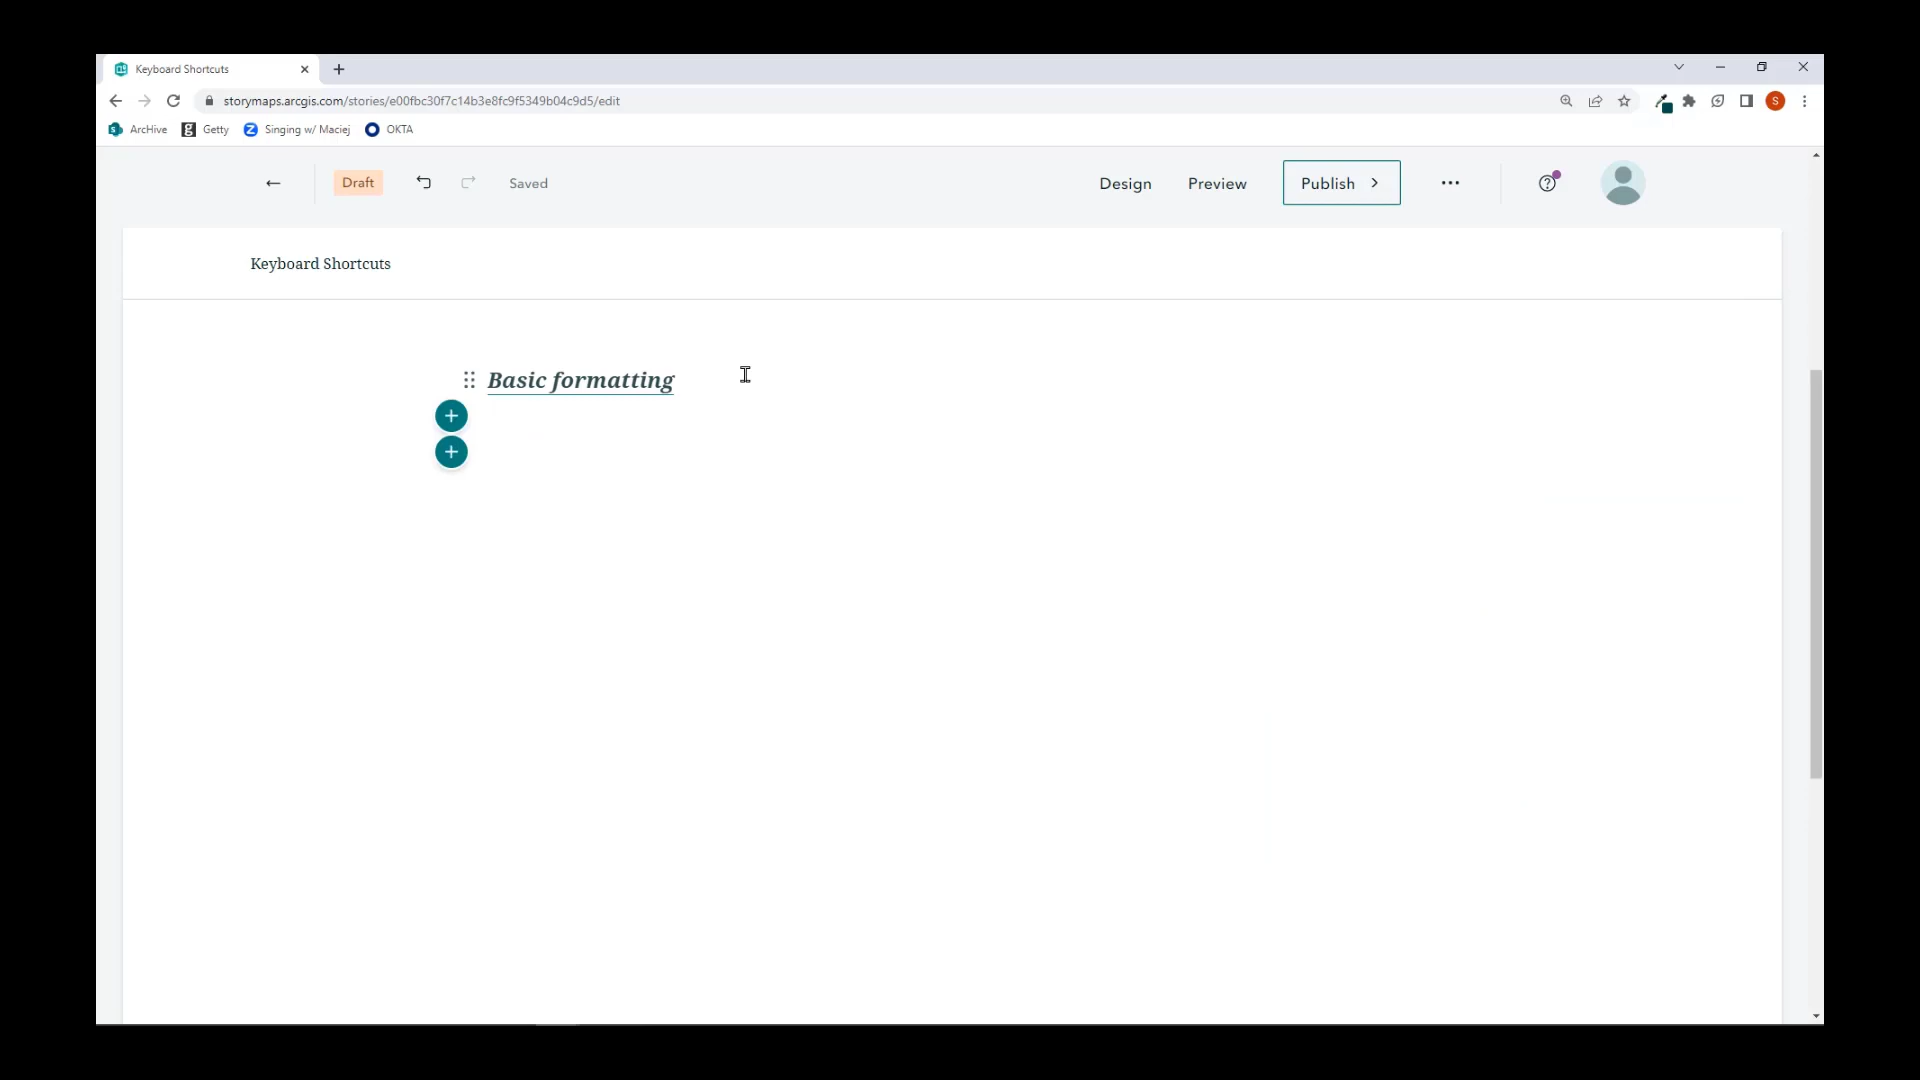 Keyboard Shortcuts
storymaps.arcgis.com/stories/e00fbc30f7c14b3e8fc9f5349b04c9d5/edit
S
ArcHive Getty Singing w/ Maciej OKTA
Draft Saved Design Preview Publish
Keyboard Shortcuts
Basic formatting